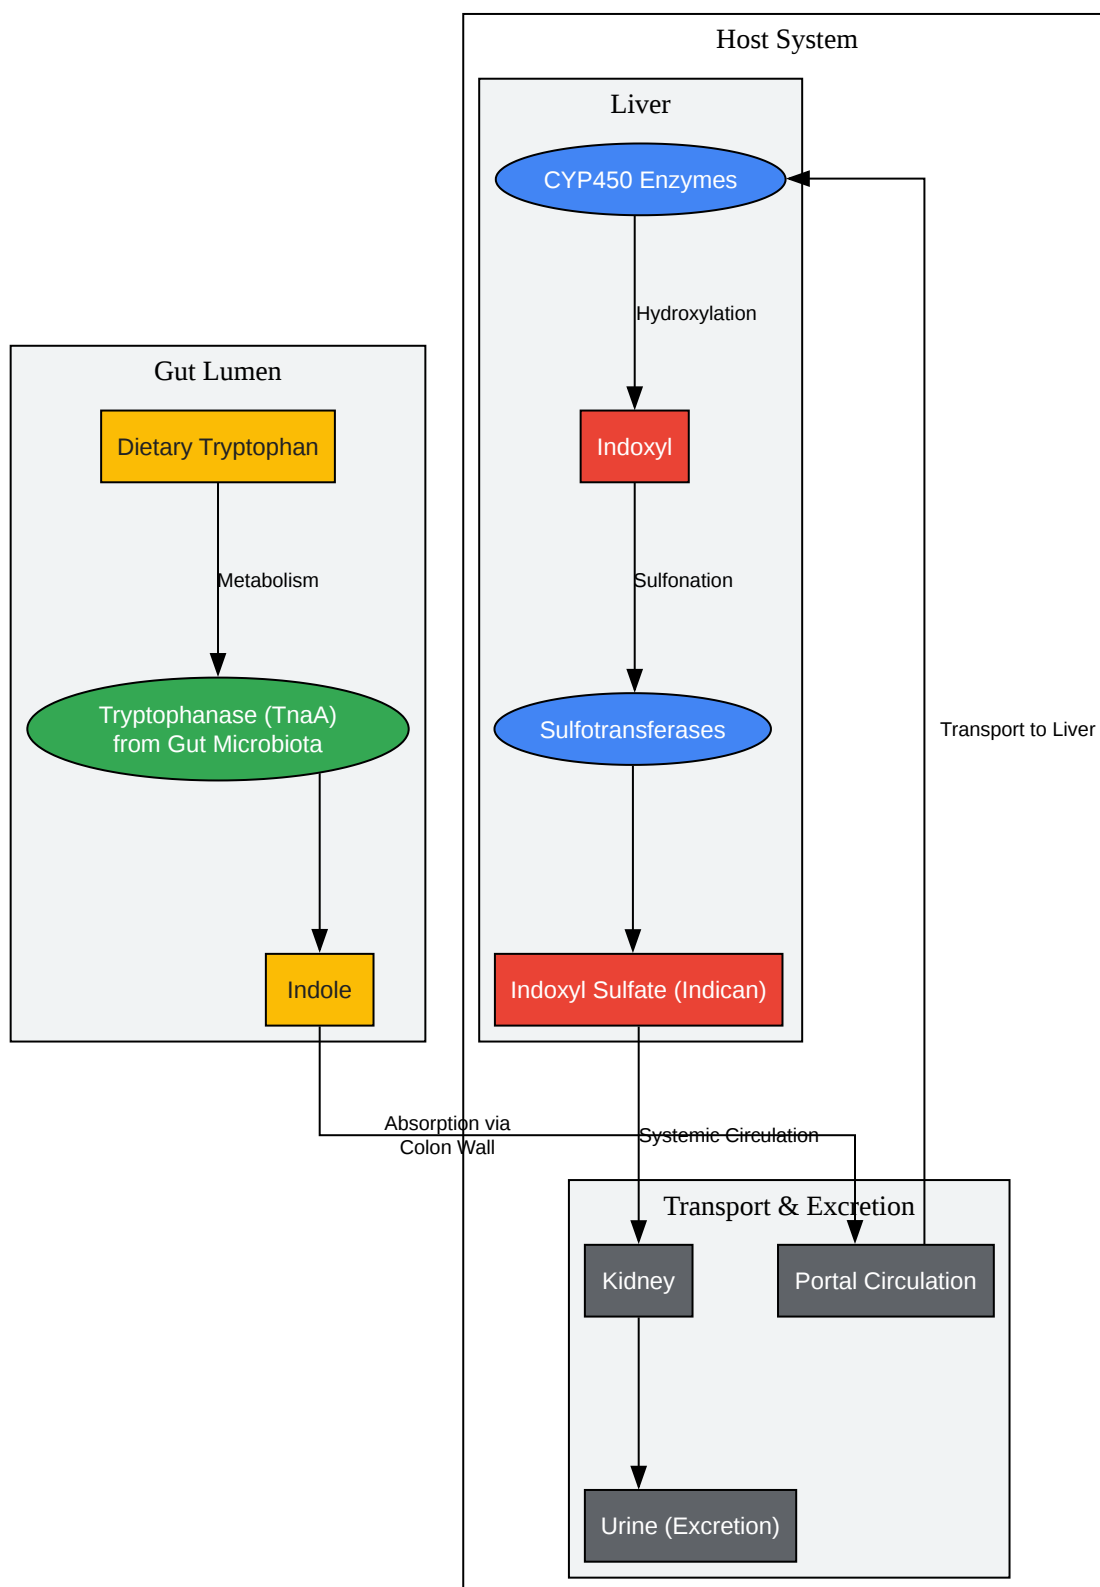 Host System
Liver
CYP450 Enzymes
Hydroxylation
Gut Lumen
Dietary Tryptophan
Indoxyl
Metabolism
Sulfonation
Tryptophanase (TnaA)
from Gut Microbiota
Sulfotransferases
Transport to Liver
Indole
Indoxyl Sulfate (Indican)
Absorption via
Colon Wall
Systemic Circulation
Transport & Excretion
Kidney
Portal Circulation
Urine (Excretion)